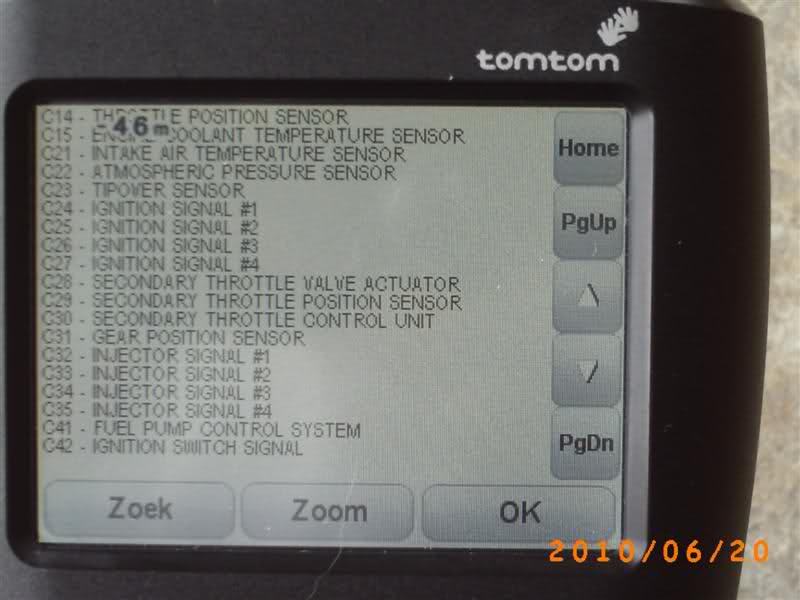 tomtom
C14 - THROTTLE POSITION SENSOR
- 46 m
C15 - ENGINE COOLANT TEMPERATURE SENSOR
C21 - INTAKE AIR TEMPERATURE SENSOR
C22 - ATMOSPHERIC PRESSURE SENSOR
C23 - TIPOVER SENSOR
C24 - IGNITION SIGNAL #1
C25 - IGNITION SIGNAL #2
C26 - IGNITION SIGNAL #3
C27 - IGNITION SIGNAL #4
C28 - SECONDARY THROTTLE VALVE ACTUATOR
C29 - SECONDARY THROTTLE POSITION SENSOR
C30 - SECONDARY THROTTLE CONTROL UNIT
C31 - GEAR POSITION SENSOR
C32 - INJECTOR SIGNAL #1
C33 - INJECTOR SIGNAL #2
C34 - INJECTOR SIGNAL #3
C35 - INJECTOR SIGNAL #4
C41 - FUEL PUMP CONTROL SYSTEM
C42 - IGNITION SWITCH SIGNAL
Home
PgUp
PgDn
Zoek
Zoom
OK
2010/06/20